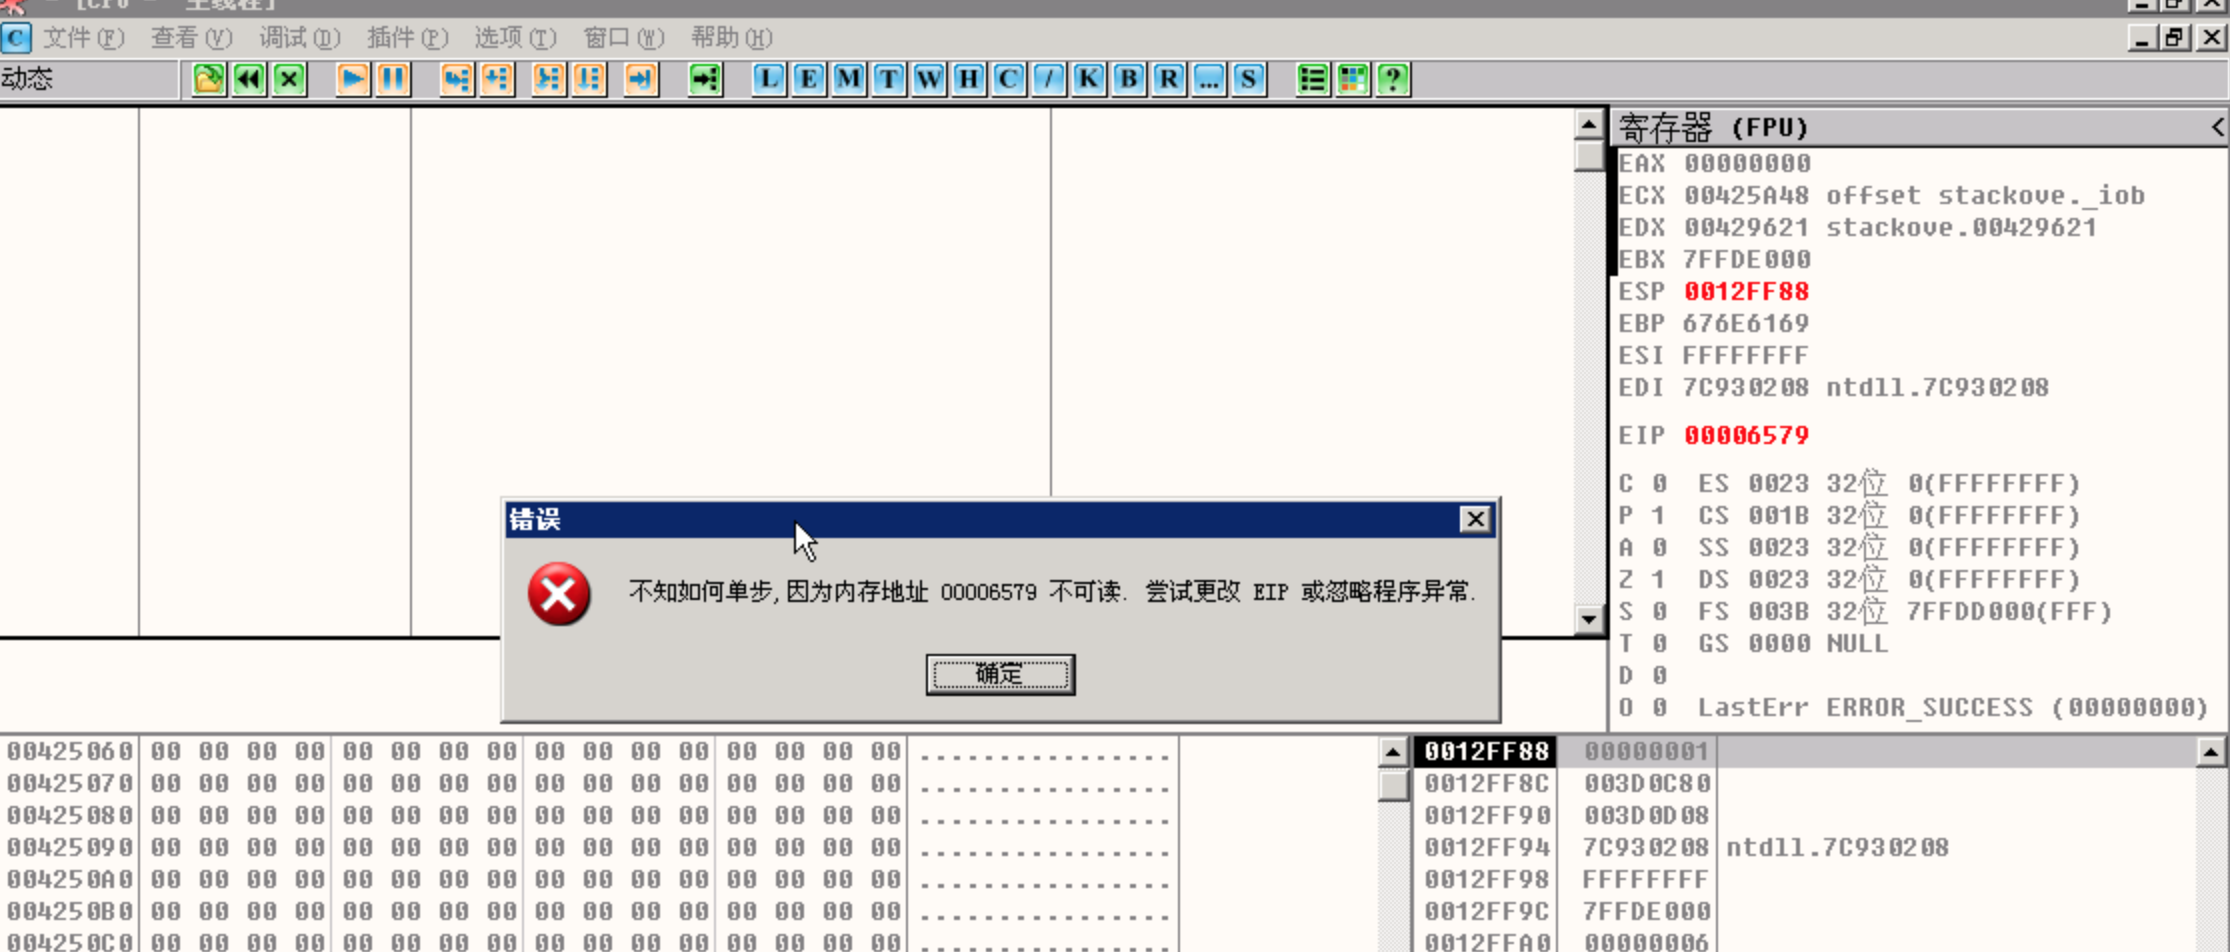 - [CPU - 主线程]
C 文件(F) 查看(V) 调试(D) 插件(P) 选项(T) 窗口(W) 帮助(H)
动态 L E M T W H C / K B R ... S ?
寄存器 (FPU) <
EAX 00000000
ECX 00425A48 offset stackove._iob
EDX 00429621 stackove.00429621
EBX 7FFDE000
ESP 0012FF88
EBP 676E6169
ESI FFFFFFFF
EDI 7C930208 ntdll.7C930208
EIP 00006579
C 0 ES 0023 32位 0(FFFFFFFF)
P 1 CS 001B 32位 0(FFFFFFFF)
A 0 SS 0023 32位 0(FFFFFFFF)
Z 1 DS 0023 32位 0(FFFFFFFF)
S 0 FS 003B 32位 7FFDD000(FFF)
T 0 GS 0000 NULL
D 0
O 0 LastErr ERROR_SUCCESS (00000000)
错误
不知如何单步,因为内存地址 00006579 不可读. 尝试更改 EIP 或忽略程序异常.
确定
00425060 00 00 00 00 00 00 00 00 00 00 00 00 00 00 00 00 ................
00425070 00 00 00 00 00 00 00 00 00 00 00 00 00 00 00 00 ................
00425080 00 00 00 00 00 00 00 00 00 00 00 00 00 00 00 00 ................
00425090 00 00 00 00 00 00 00 00 00 00 00 00 00 00 00 00 ................
004250A0 00 00 00 00 00 00 00 00 00 00 00 00 00 00 00 00 ................
004250B0 00 00 00 00 00 00 00 00 00 00 00 00 00 00 00 00 ................
004250C0 00 00 00 00 00 00 00 00 00 00 00 00 00 00 00 00 ................
0012FF88 00000001
0012FF8C 003D0C80
0012FF90 003D0D08
0012FF94 7C930208 ntdll.7C930208
0012FF98 FFFFFFFF
0012FF9C 7FFDE000
0012FFA0 00000006